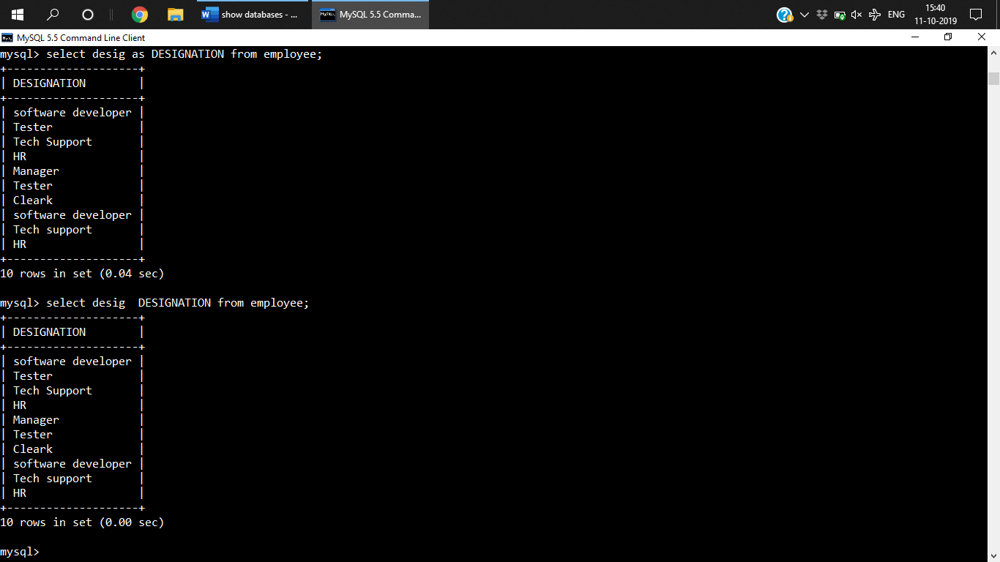 show databases - ...
MySQL 5.5 Comma...
ENG
15:40
11-10-2019
MySQL 5.5 Command Line Client
mysql> select desig as DESIGNATION from employee;
+--------------------+
| DESIGNATION        |
+--------------------+
| software developer |
| Tester             |
| Tech Support       |
| HR                 |
| Manager            |
| Tester             |
| Cleark             |
| software developer |
| Tech support       |
| HR                 |
+--------------------+
10 rows in set (0.04 sec)
mysql> select desig  DESIGNATION from employee;
+--------------------+
| DESIGNATION        |
+--------------------+
| software developer |
| Tester             |
| Tech Support       |
| HR                 |
| Manager            |
| Tester             |
| Cleark             |
| software developer |
| Tech support       |
| HR                 |
+--------------------+
10 rows in set (0.00 sec)
mysql>